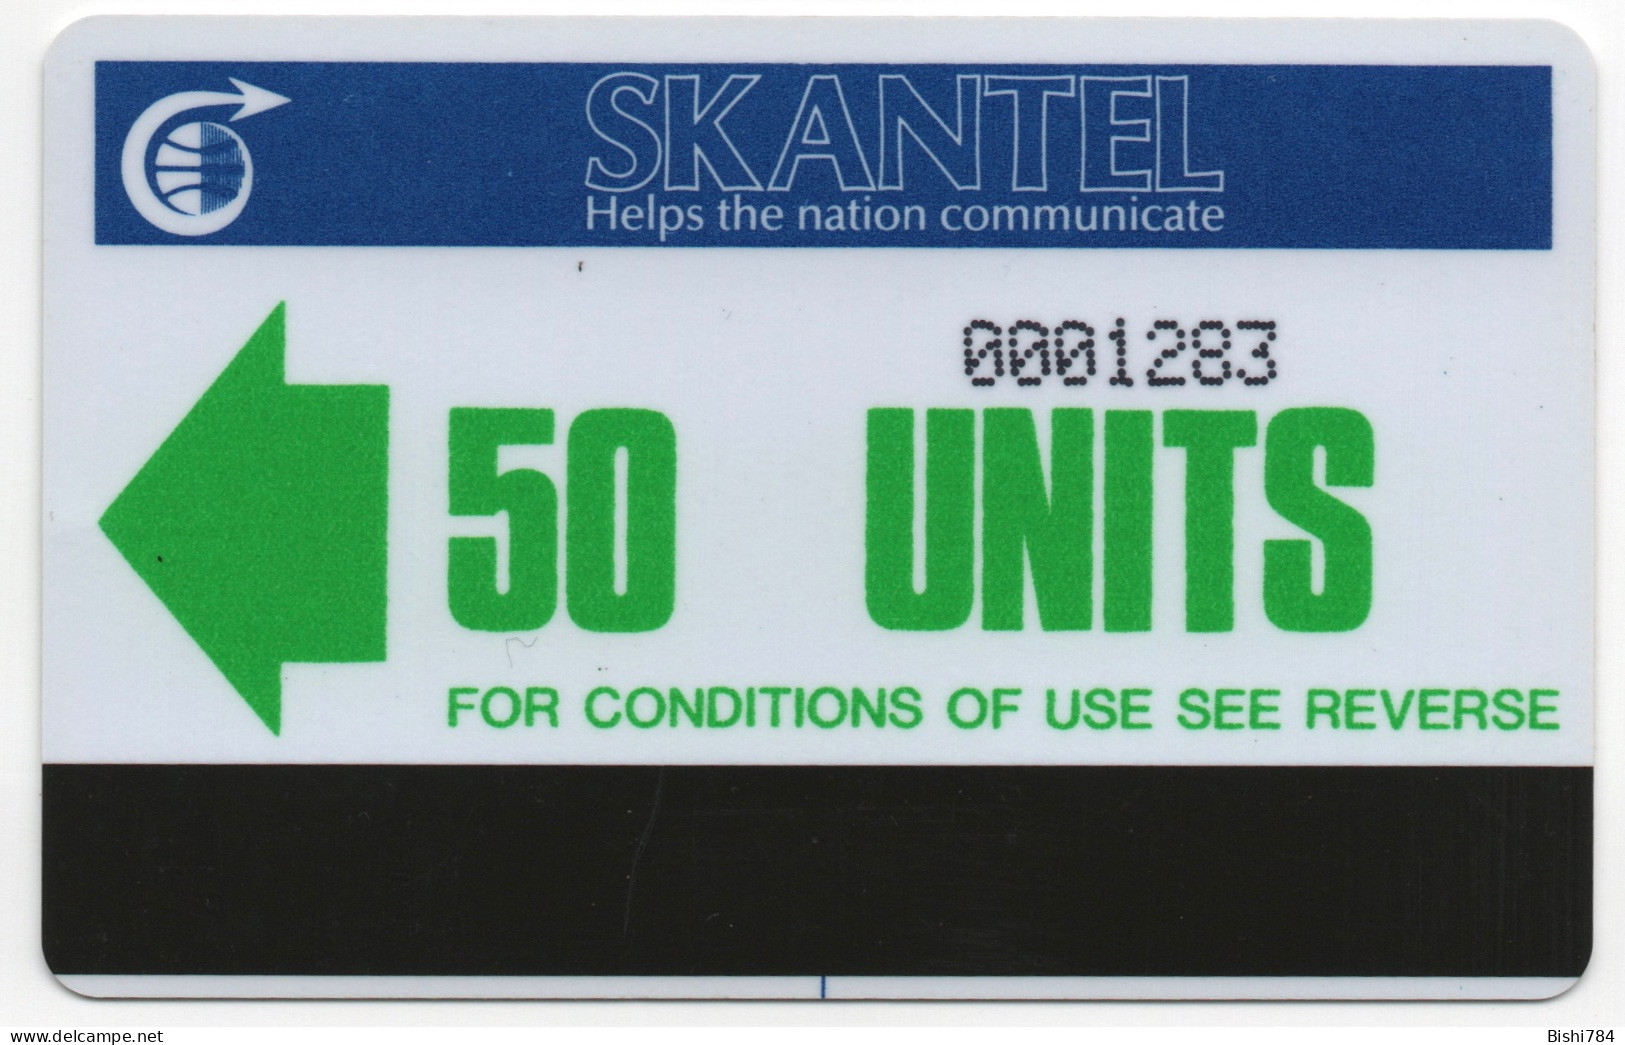 SKANTEL
Helps the nation communicate
0001283
50 UNITS
FOR CONDITIONS OF USE SEE REVERSE
www.delcampe.net
Bishi784